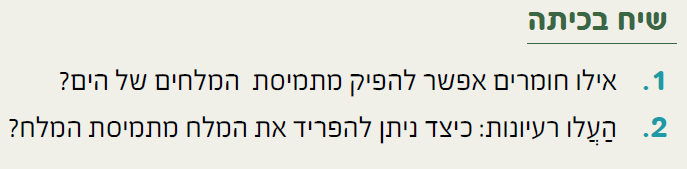 שיח בכיתה
1. אילו חומרים אפשר להפיק מתמיסת המלחים של הים?
2. הַעֲלו רעיונות: כיצד ניתן להפריד את המלח מתמיסת המלח?